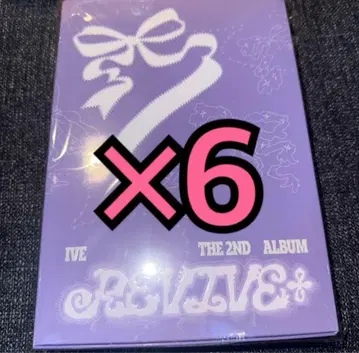 ×6
IVE THE 2ND ALBUM
REVIVE+